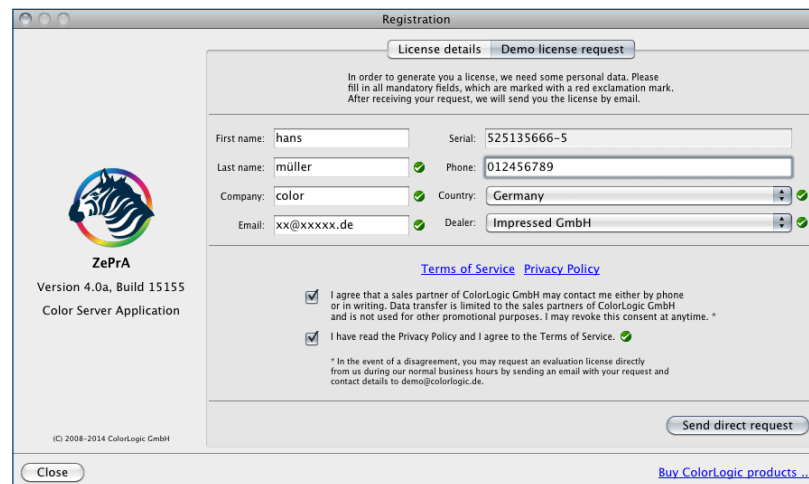 Registration
License details
Demo license request
In order to generate you a license, we need some personal data. Please
fill in all mandatory fields, which are marked with a red exclamation mark.
After receiving your request, we will send you the license by email.
First name: hans
Serial: 525135666-5
Last name: müller
Phone: 012456789
Company: color
Country: Germany
Email: xx@xxxxx.de
Dealer: Impressed GmbH
ZePrA
Version 4.0a, Build 15155
Color Server Application
Terms of Service Privacy Policy
I agree that a sales partner of ColorLogic GmbH may contact me either by phone
or in writing. Data transfer is limited to the sales partners of ColorLogic GmbH
and is not used for other promotional purposes. I may revoke this consent at anytime. *
I have read the Privacy Policy and I agree to the Terms of Service.
* In the event of a disagreement, you may request an evaluation license directly
from us during our normal business hours by sending an email with your request and
contact details to demo@colorlogic.de.
Send direct request
(C) 2008-2014 ColorLogic GmbH
Close
Buy ColorLogic products ...